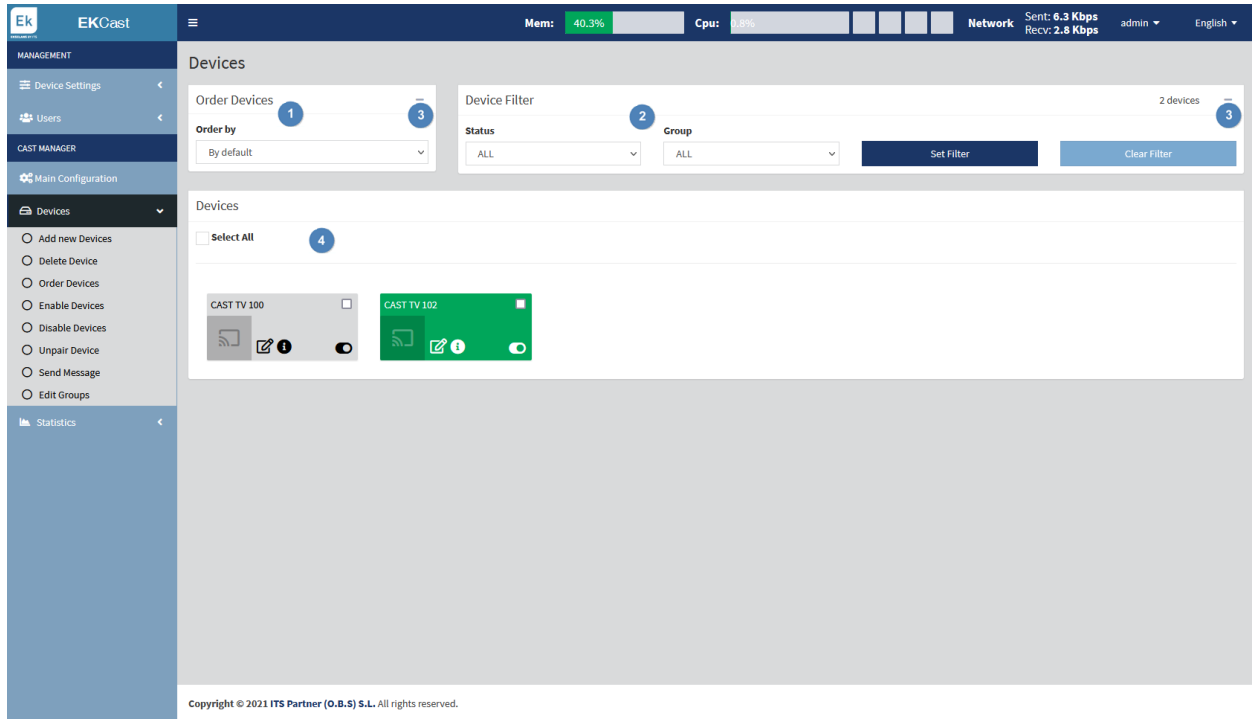 Ek
EKCast
Mem: 40.3%
Cpu: 0.8%
Network
Sent: 6.3 Kbps
Recv: 2.8 Kbps
admin
English
MANAGEMENT
Device Settings
Users
CAST MANAGER
Main Configuration
Devices
Add new Devices
Delete Device
Order Devices
Enable Devices
Disable Devices
Unpair Device
Send Message
Edit Groups
Statistics
Devices
Order Devices
1
3
Order by
By default
Device Filter
2
2 devices
3
Status
Group
ALL
ALL
Set Filter
Clear Filter
Devices
Select All
4
CAST TV 100
CAST TV 102
Copyright © 2021 ITS Partner (O.B.S) S.L. All rights reserved.